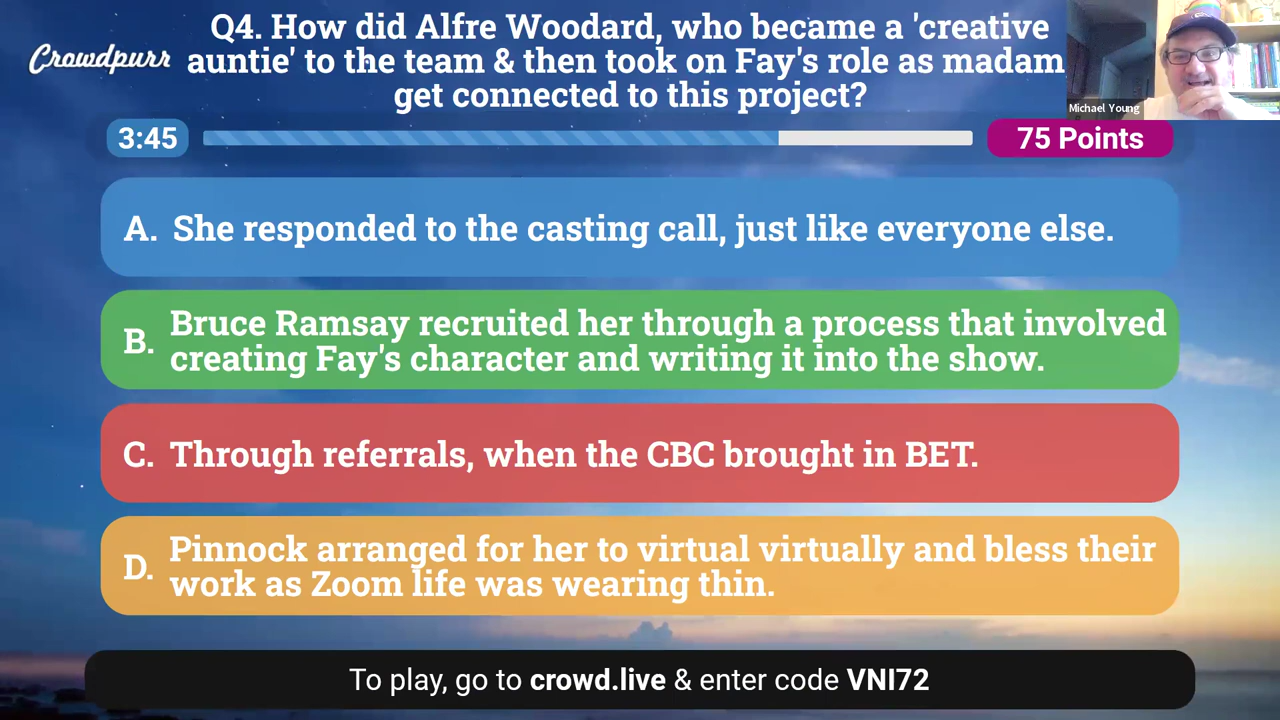 Crowdpurr
Q4. How did Alfre Woodard, who became a 'creative
auntie' to the team & then took on Fay's role as madam
get connected to this project?
Michael Young
3:45
75 Points
A. She responded to the casting call, just like everyone else.
B. Bruce Ramsay recruited her through a process that involved
creating Fay's character and writing it into the show.
C. Through referrals, when the CBC brought in BET.
D. Pinnock arranged for her to virtual virtually and bless their
work as Zoom life was wearing thin.
To play, go to crowd.live & enter code VNI72